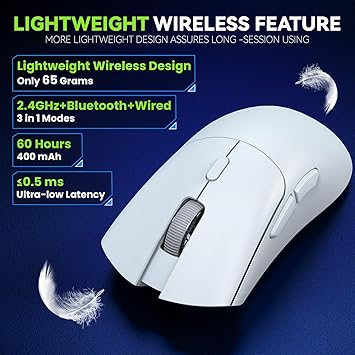 LIGHTWEIGHT WIRELESS FEATURE
MORE LIGHTWEIGHT DESIGN ASSURES LONG -SESSION USING
Lightweight Wireless Design
Only 65 Grams
2.4GHz+Bluetooth+Wired
3 in 1 Modes
60 Hours
400 mAh
≤0.5 ms
Ultra-low Latency